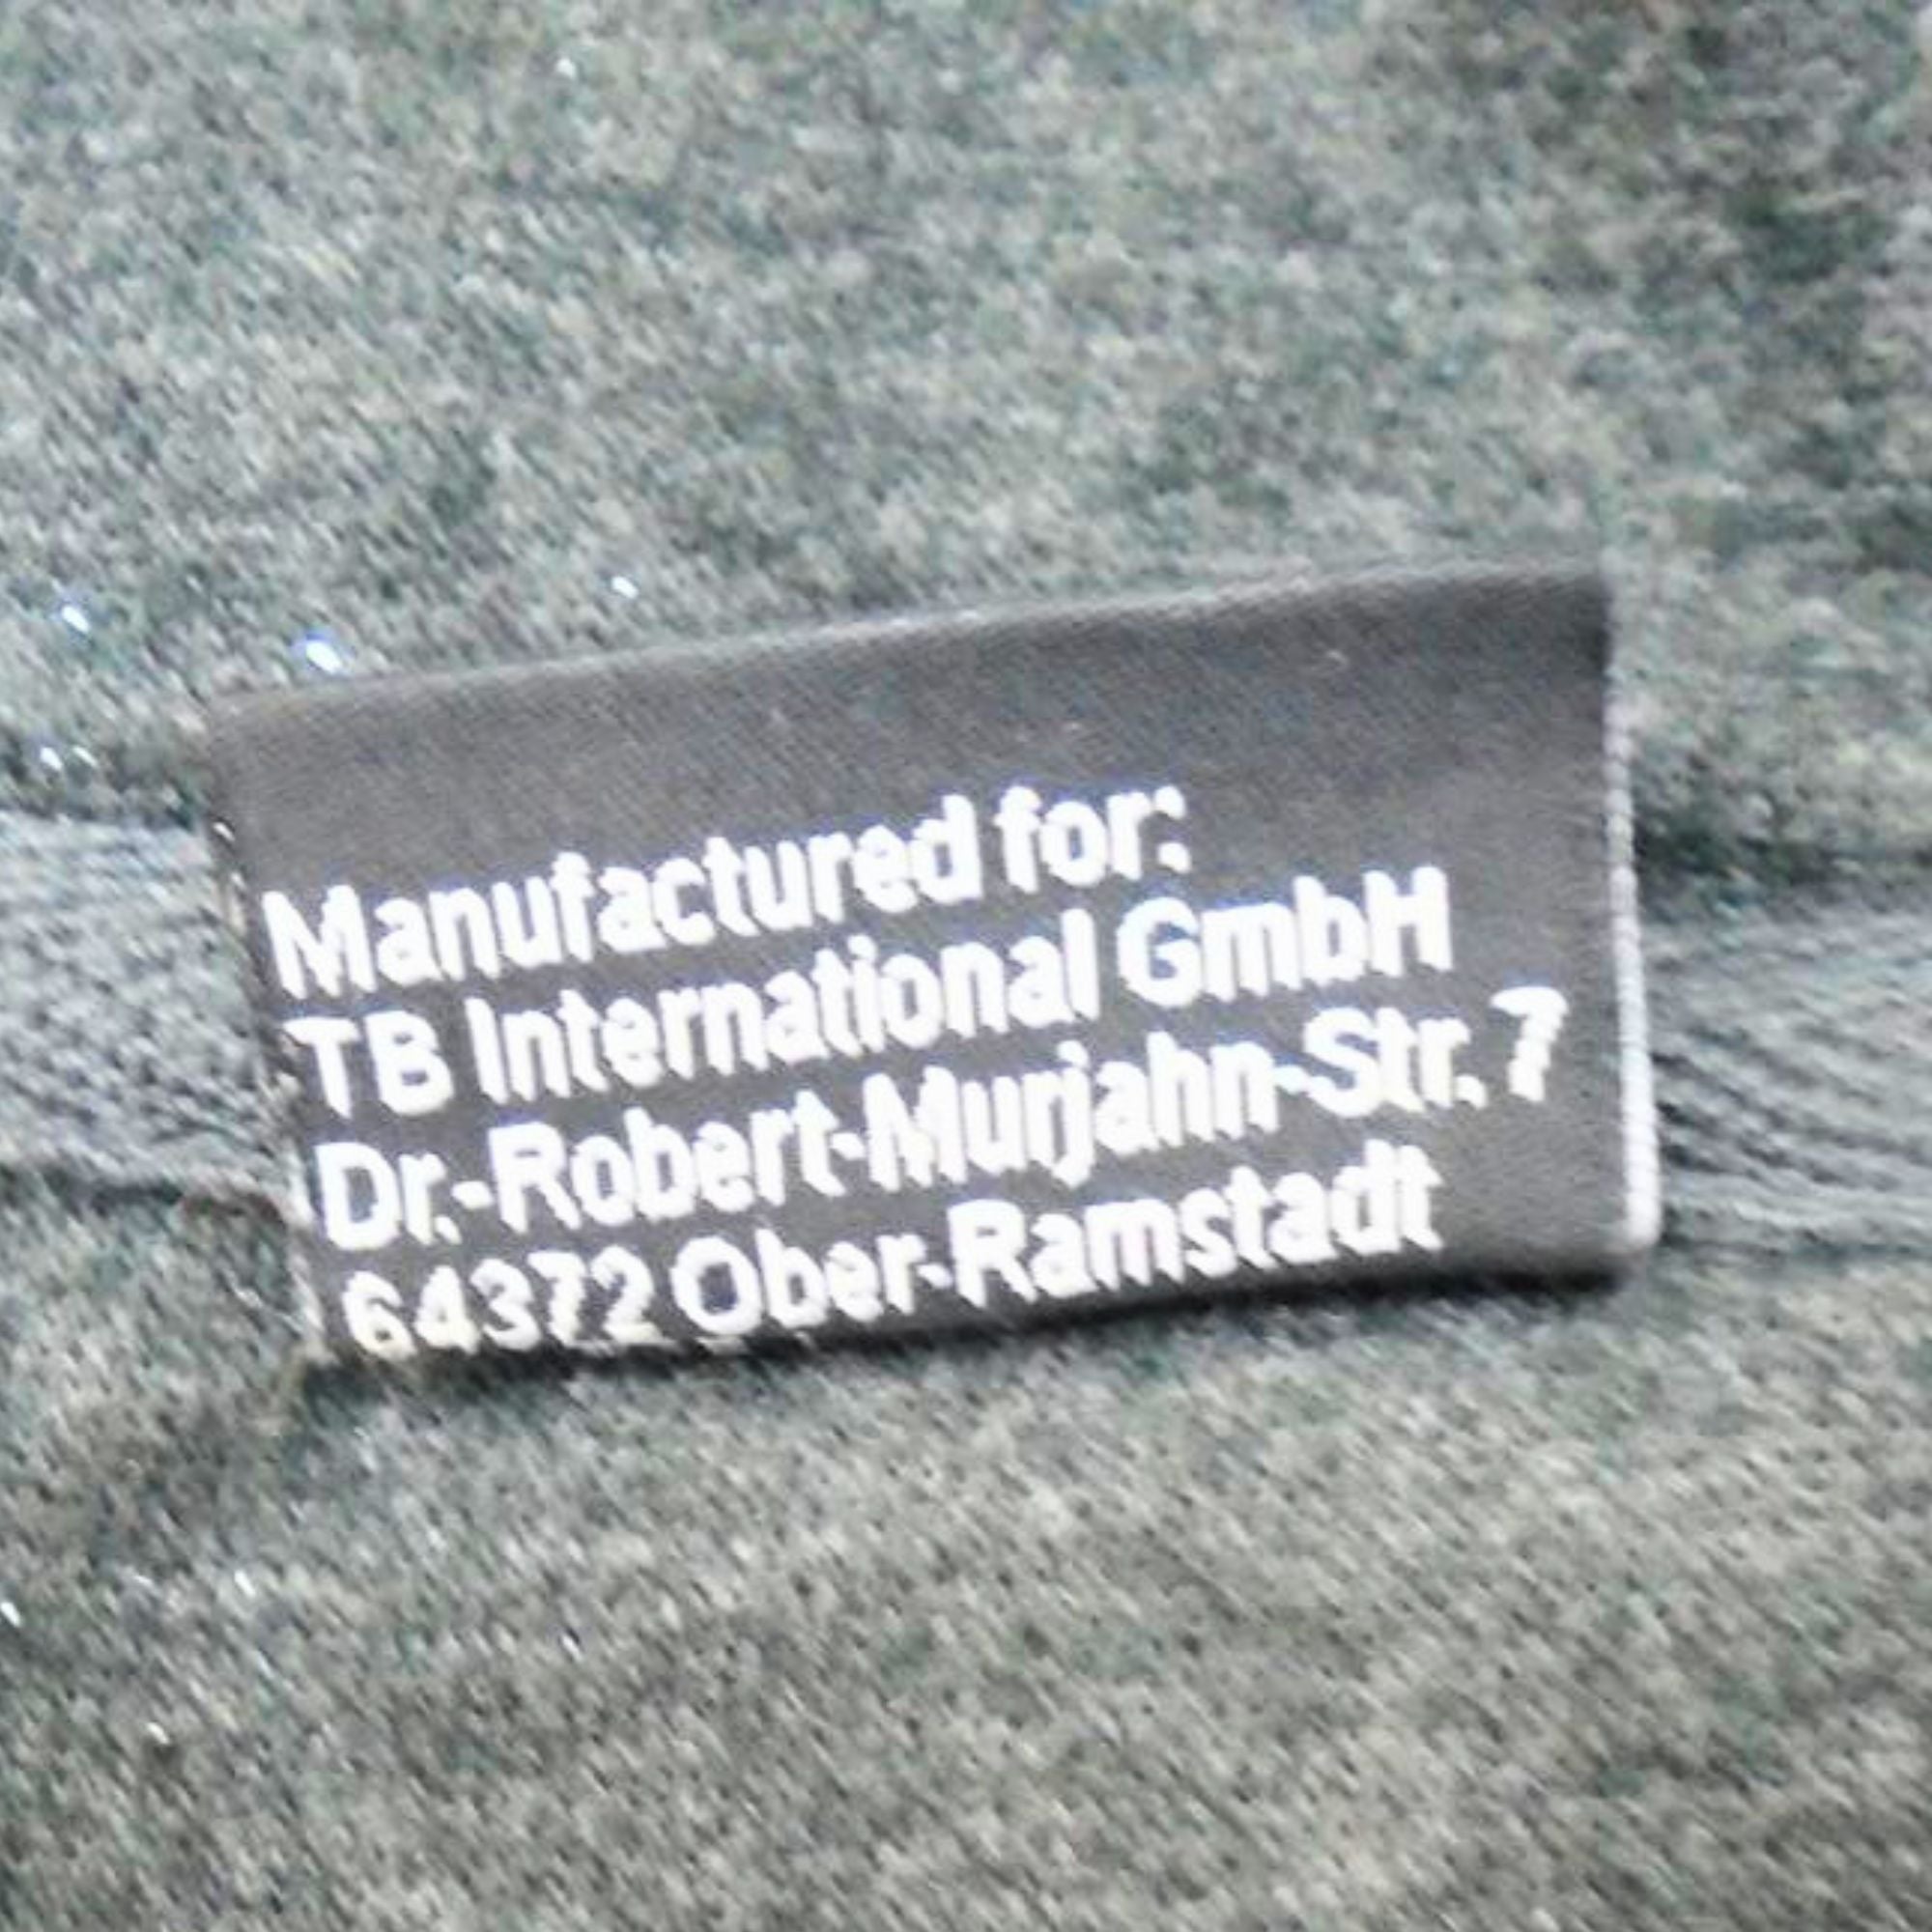 Manufactured for:
TB International GmbH
Dr.-Robert-Murjahn-Str. 7
64372 Ober-Ramstadt